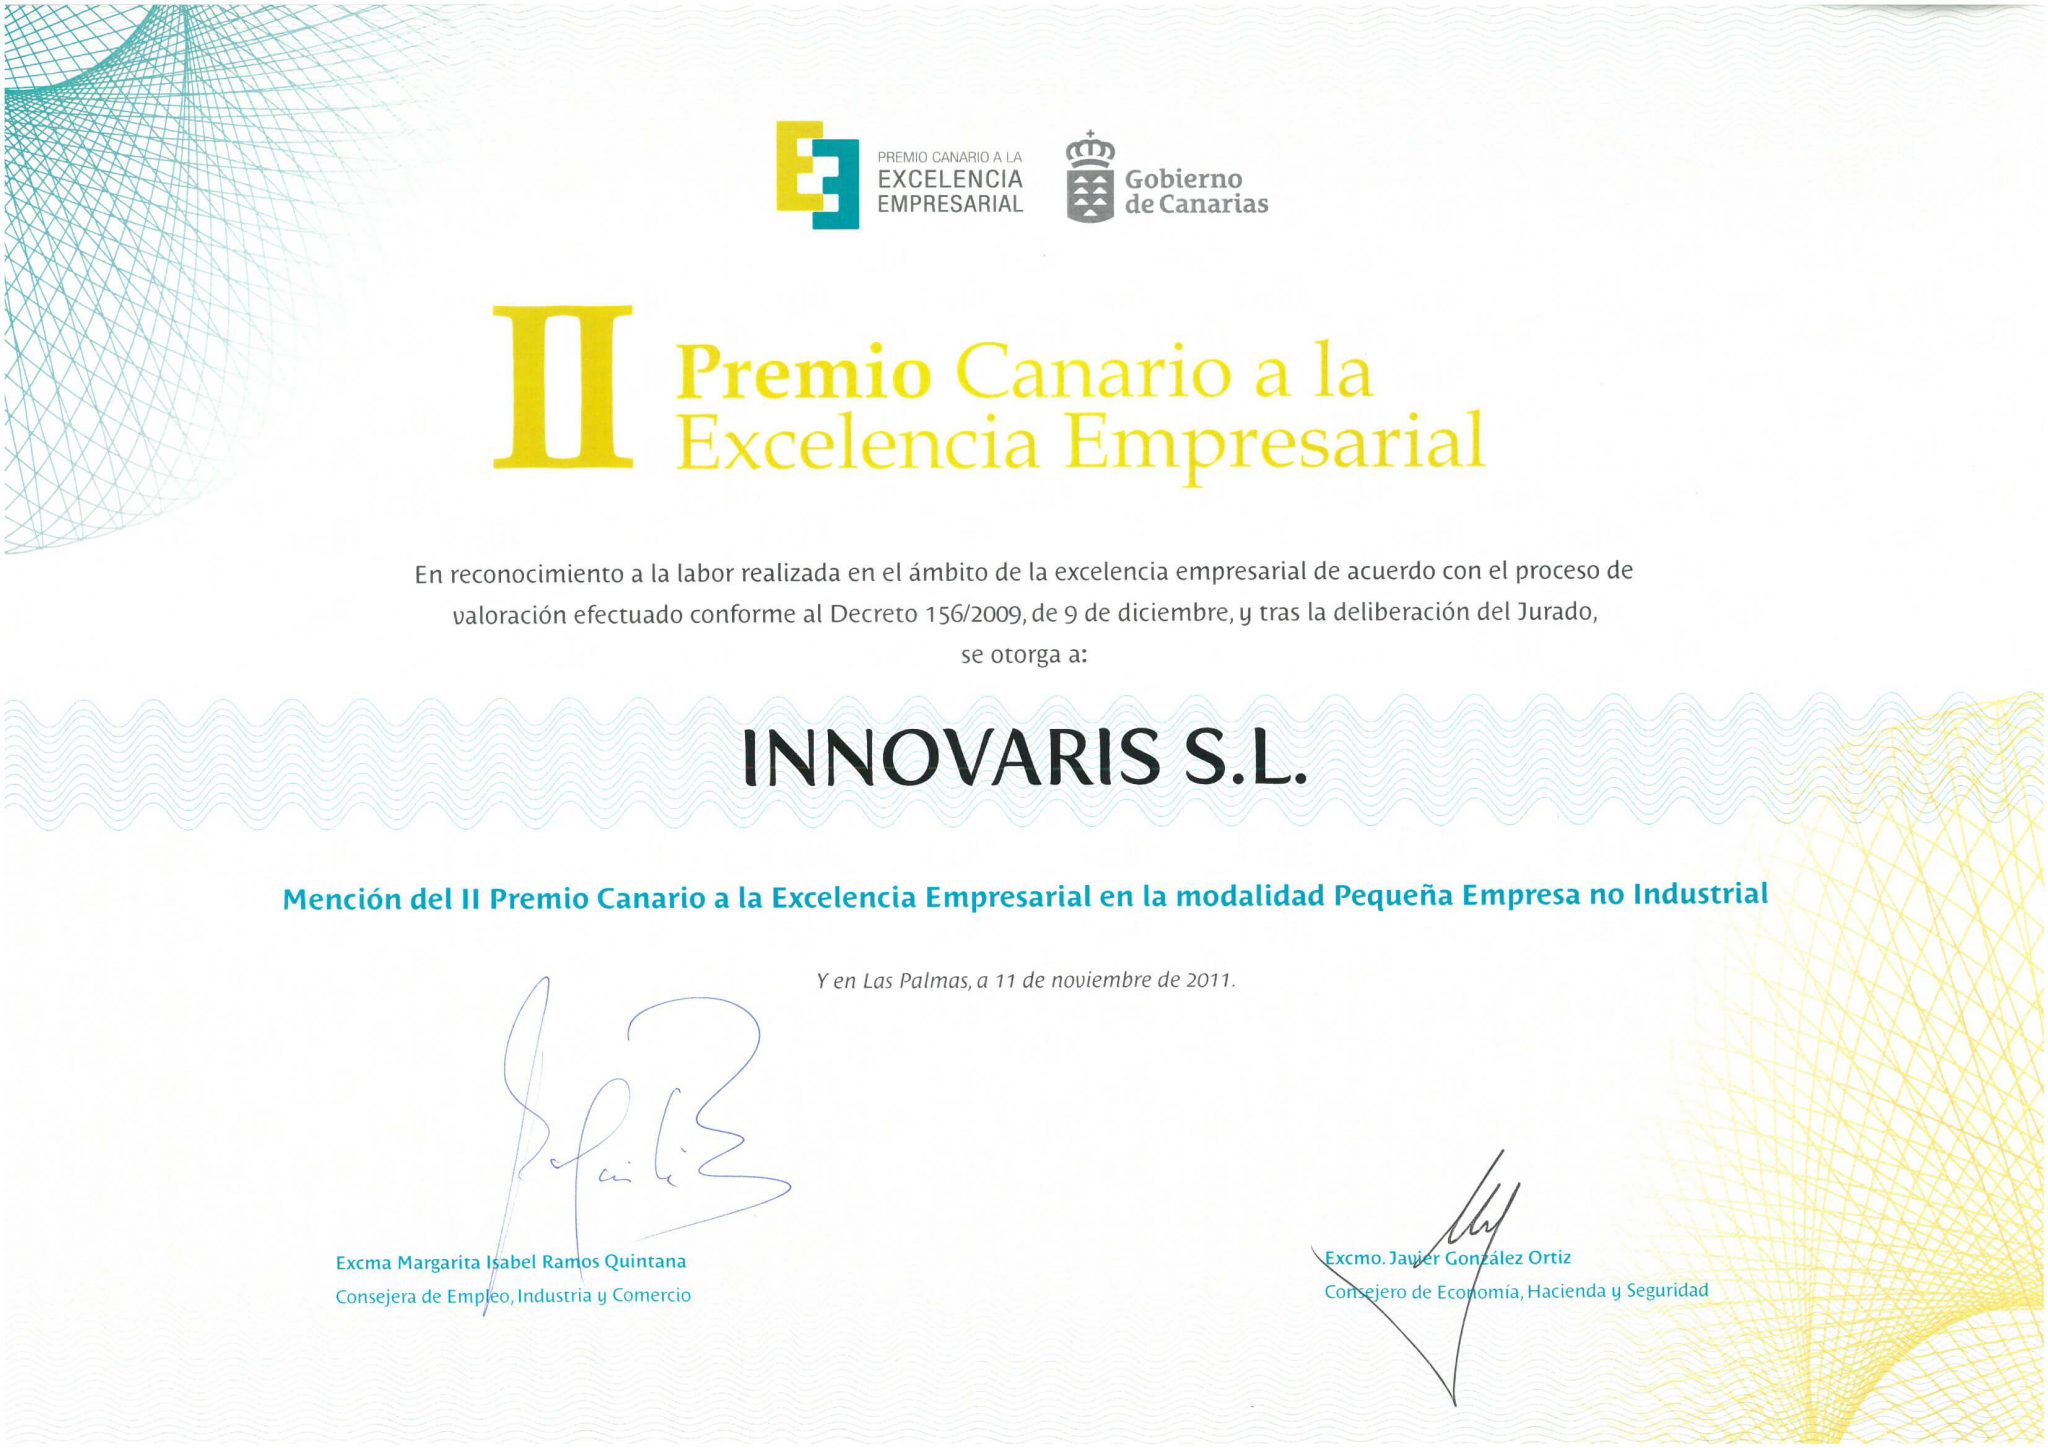 PREMIO CANARIO A LA
EXCELENCIA
EMPRESARIAL
Gobierno
de Canarias
II
Premio Canario a la
Excelencia Empresarial
En reconocimiento a la labor realizada en el ámbito de la excelencia empresarial de acuerdo con el proceso de
valoración efectuado conforme al Decreto 156/2009, de 9 de diciembre, y tras la deliberación del Jurado,
se otorga a:
INNOVARIS S.L.
Mención del II Premio Canario a la Excelencia Empresarial en la modalidad Pequeña Empresa no Industrial
Y en Las Palmas, a 11 de noviembre de 2011.
Excma Margarita Isabel Ramos Quintana
Consejera de Empleo, Industria y Comercio
Excmo. Javier González Ortiz
Consejero de Economía, Hacienda y Seguridad